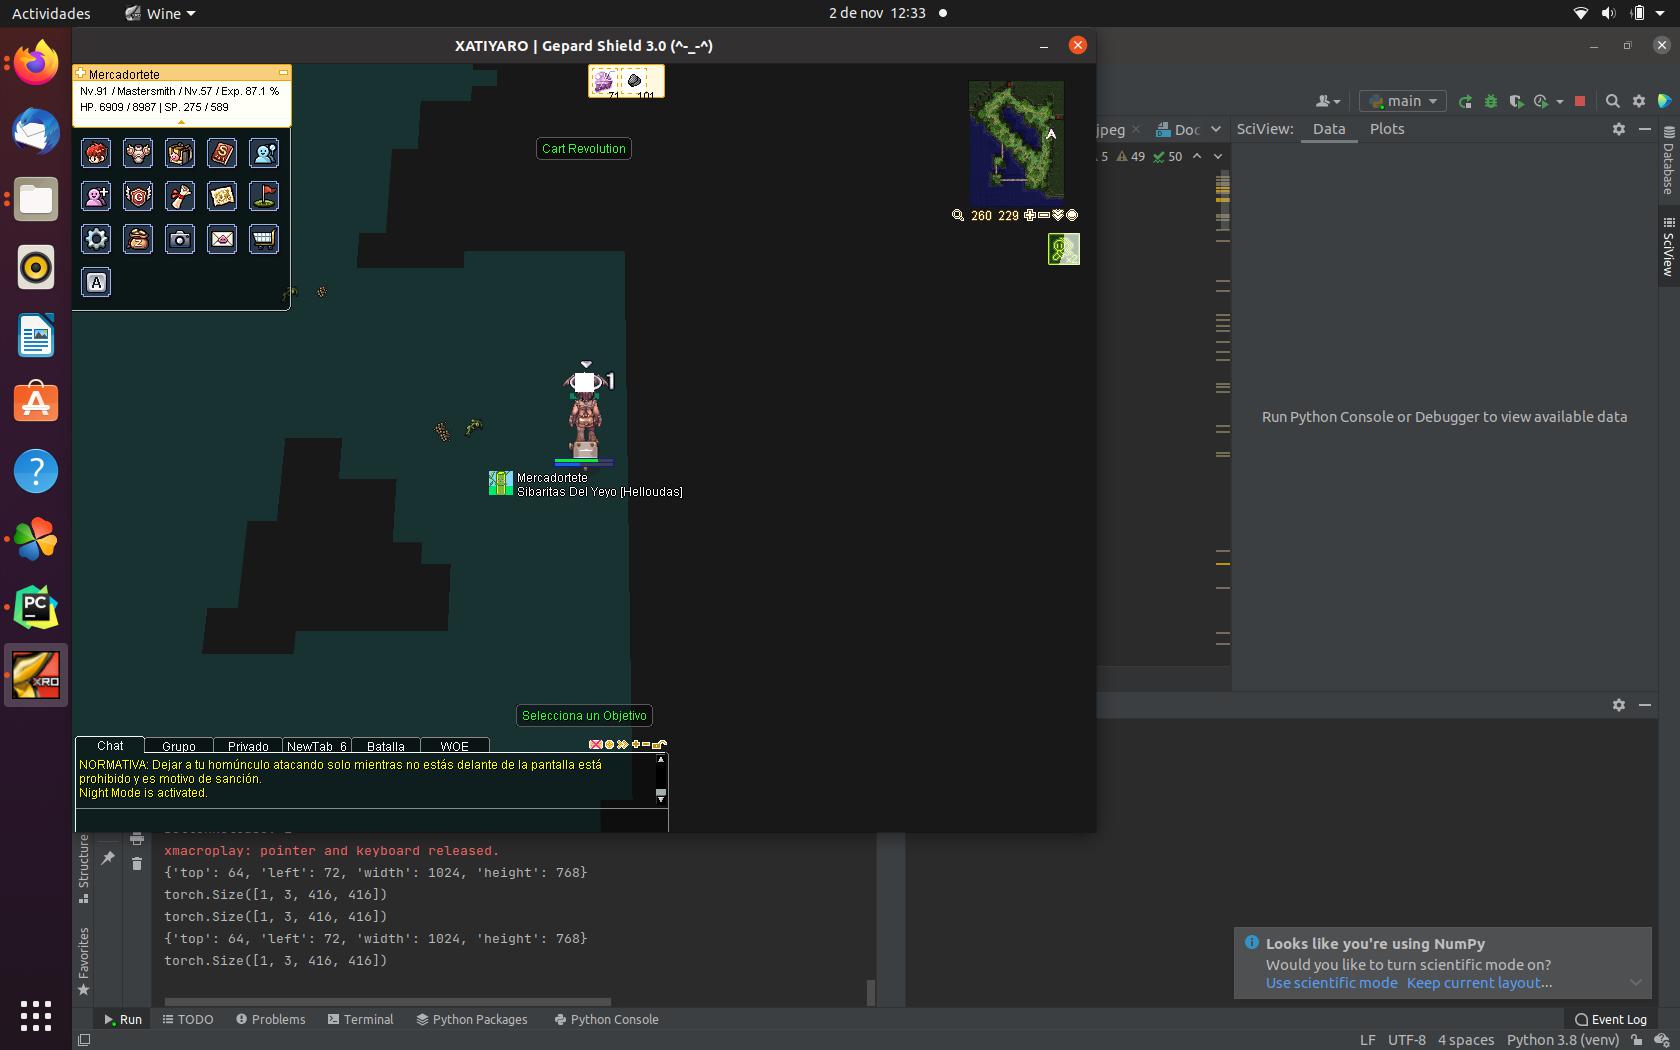 Actividades
Wine
2 de nov 12:33
XATIYARO | Gepard Shield 3.0 (^-_-^)
Mercadortete
Nv.91 / Mastersmith / Nv.57 / Exp. 87.1 %
HP. 6909 / 8987 | SP. 275 / 589
71 101
Cart Revolution
260 229
main
jpeg
Doc
SciView:
Data
Plots
5 49 50
Database
SciView
Run Python Console or Debugger to view available data
1
Mercadortete
Sibaritas Del Yeyo [Helloudas]
Selecciona un Objetivo
Chat Grupo Privado NewTab_6 Batalla WOE
NORMATIVA: Dejar a tu homúnculo atacando solo mientras no estás delante de la pantalla está
prohibido y es motivo de sanción.
Night Mode is activated.
xmacroplay: pointer and keyboard released.
{'top': 64, 'left': 72, 'width': 1024, 'height': 768}
torch.Size([1, 3, 416, 416])
torch.Size([1, 3, 416, 416])
{'top': 64, 'left': 72, 'width': 1024, 'height': 768}
torch.Size([1, 3, 416, 416])
Structure
Favorites
Looks like you're using NumPy
Would you like to turn scientific mode on?
Use scientific mode Keep current layout...
Run TODO Problems Terminal Python Packages Python Console
Event Log
LF UTF-8 4 spaces Python 3.8 (venv)